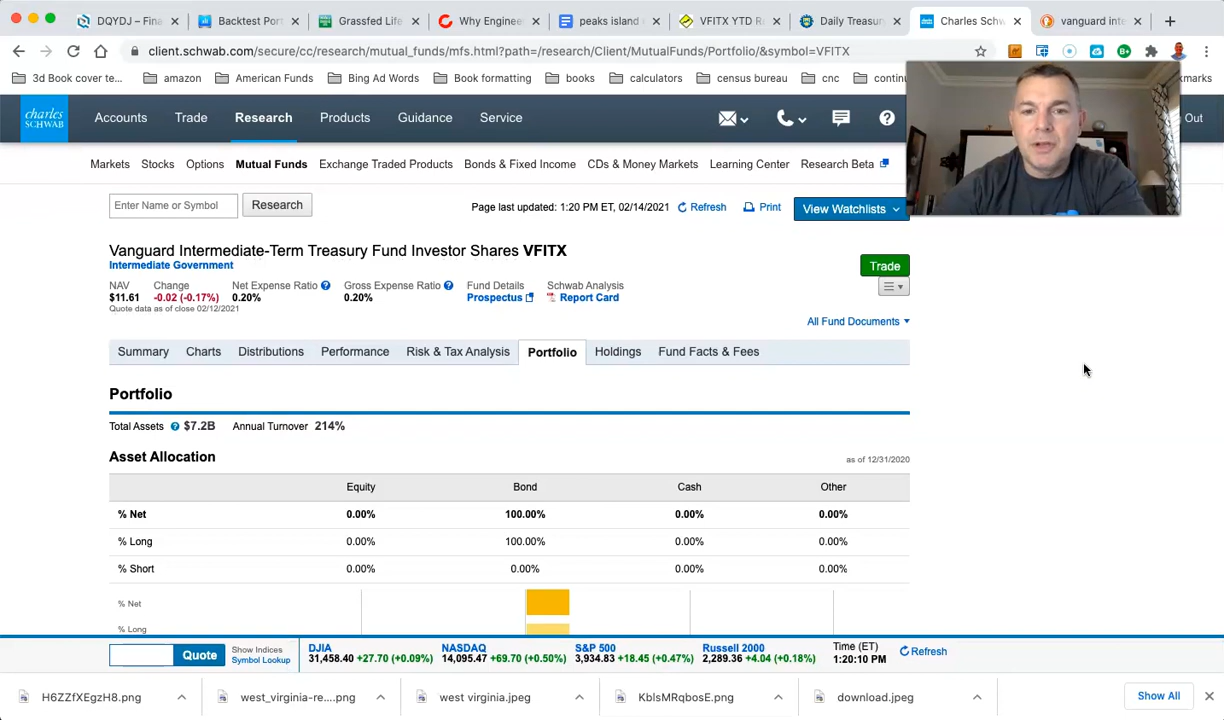 DQYDJ – Fina
Backtest Port
Grassfed Life
Why Enginee
peaks island
VFITX YTD R
Daily Treasur
Charles Schw
vanguard inte
client.schwab.com/secure/cc/research/mutual_funds/mfs.html?path=/research/Client/MutualFunds/Portfolio/&symbol=VFITX
3d Book cover te...
amazon
American Funds
Bing Ad Words
Book formatting
books
calculators
census bureau
cnc
contin
kmarks
charles SCHWAB
Accounts
Trade
Research
Products
Guidance
Service
Out
Markets
Stocks
Options
Mutual Funds
Exchange Traded Products
Bonds & Fixed Income
CDs & Money Markets
Learning Center
Research Beta
Enter Name or Symbol
Research
Page last updated: 1:20 PM ET, 02/14/2021
Refresh
Print
View Watchlists
Vanguard Intermediate-Term Treasury Fund Investor Shares VFITX
Intermediate Government
Trade
NAV Change Net Expense Ratio Gross Expense Ratio Fund Details Schwab Analysis
$11.61 -0.02 (-0.17%) 0.20% 0.20% Prospectus Report Card
Quote data as of close 02/12/2021
All Fund Documents
Summary
Charts
Distributions
Performance
Risk & Tax Analysis
Portfolio
Holdings
Fund Facts & Fees
Portfolio
Total Assets $7.2B Annual Turnover 214%
Asset Allocation
as of 12/31/2020
Equity Bond Cash Other
% Net 0.00% 100.00% 0.00% 0.00%
% Long 0.00% 100.00% 0.00% 0.00%
% Short 0.00% 0.00% 0.00% 0.00%
% Net
% Long
Quote
Show Indices
Symbol Lookup
DJIA
31,458.40 +27.70 (+0.09%)
NASDAQ
14,095.47 +69.70 (+0.50%)
S&P 500
3,934.83 +18.45 (+0.47%)
Russell 2000
2,289.36 +4.04 (+0.18%)
Time (ET)
1:20:10 PM
Refresh
H6ZZfXEgzH8.png
west_virginia-re....png
west virginia.jpeg
KblsMRqbosE.png
download.jpeg
Show All